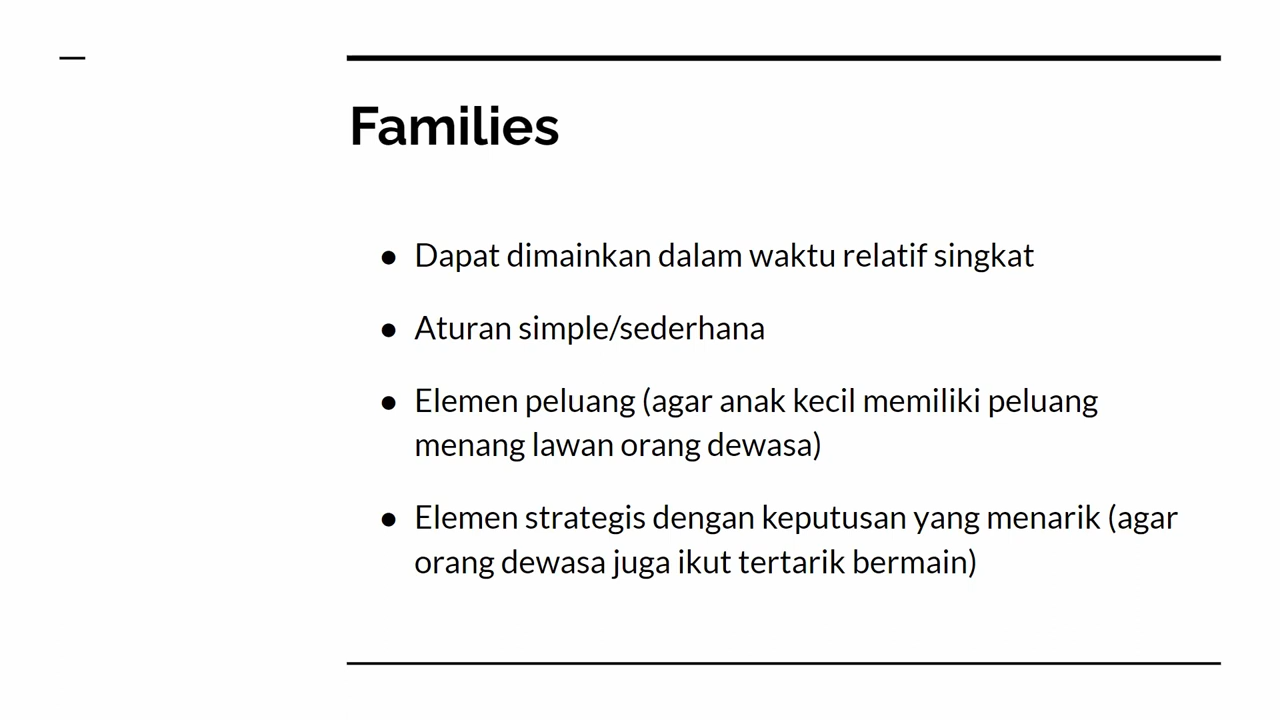 Families
● Dapat dimainkan dalam waktu relatif singkat
● Aturan simple/sederhana
● Elemen peluang (agar anak kecil memiliki peluang
menang lawan orang dewasa)
● Elemen strategis dengan keputusan yang menarik (agar
orang dewasa juga ikut tertarik bermain)